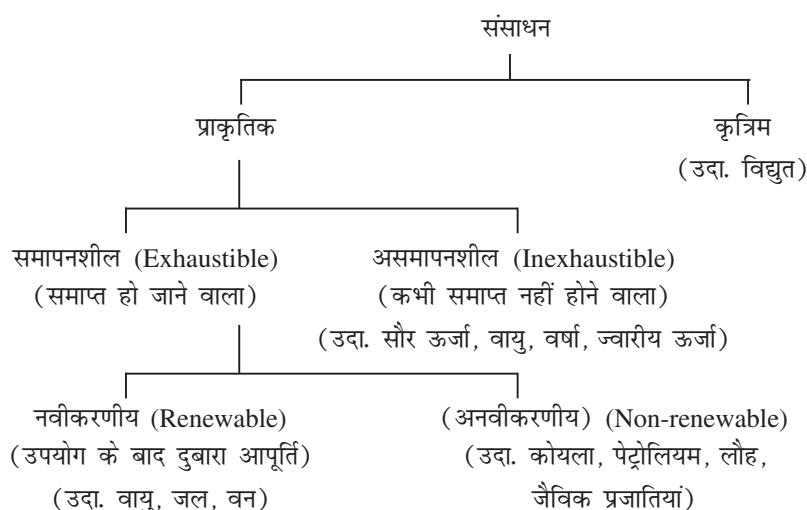 संसाधन
प्राकृतिक
कृत्रिम
(उदा. विद्युत)
समापनशील (Exhaustible)
(समाप्त हो जाने वाला)
असमापनशील (Inexhaustible)
(कभी समाप्त नहीं होने वाला)
(उदा. सौर ऊर्जा, वायु, वर्षा, ज्वारीय ऊर्जा)
नवीकरणीय (Renewable)
(उपयोग के बाद दुबारा आपूर्ति)
(उदा. वायु, जल, वन)
(अनवीकरणीय) (Non-renewable)
(उदा. कोयला, पेट्रोलियम, लौह,
जैविक प्रजातियां)